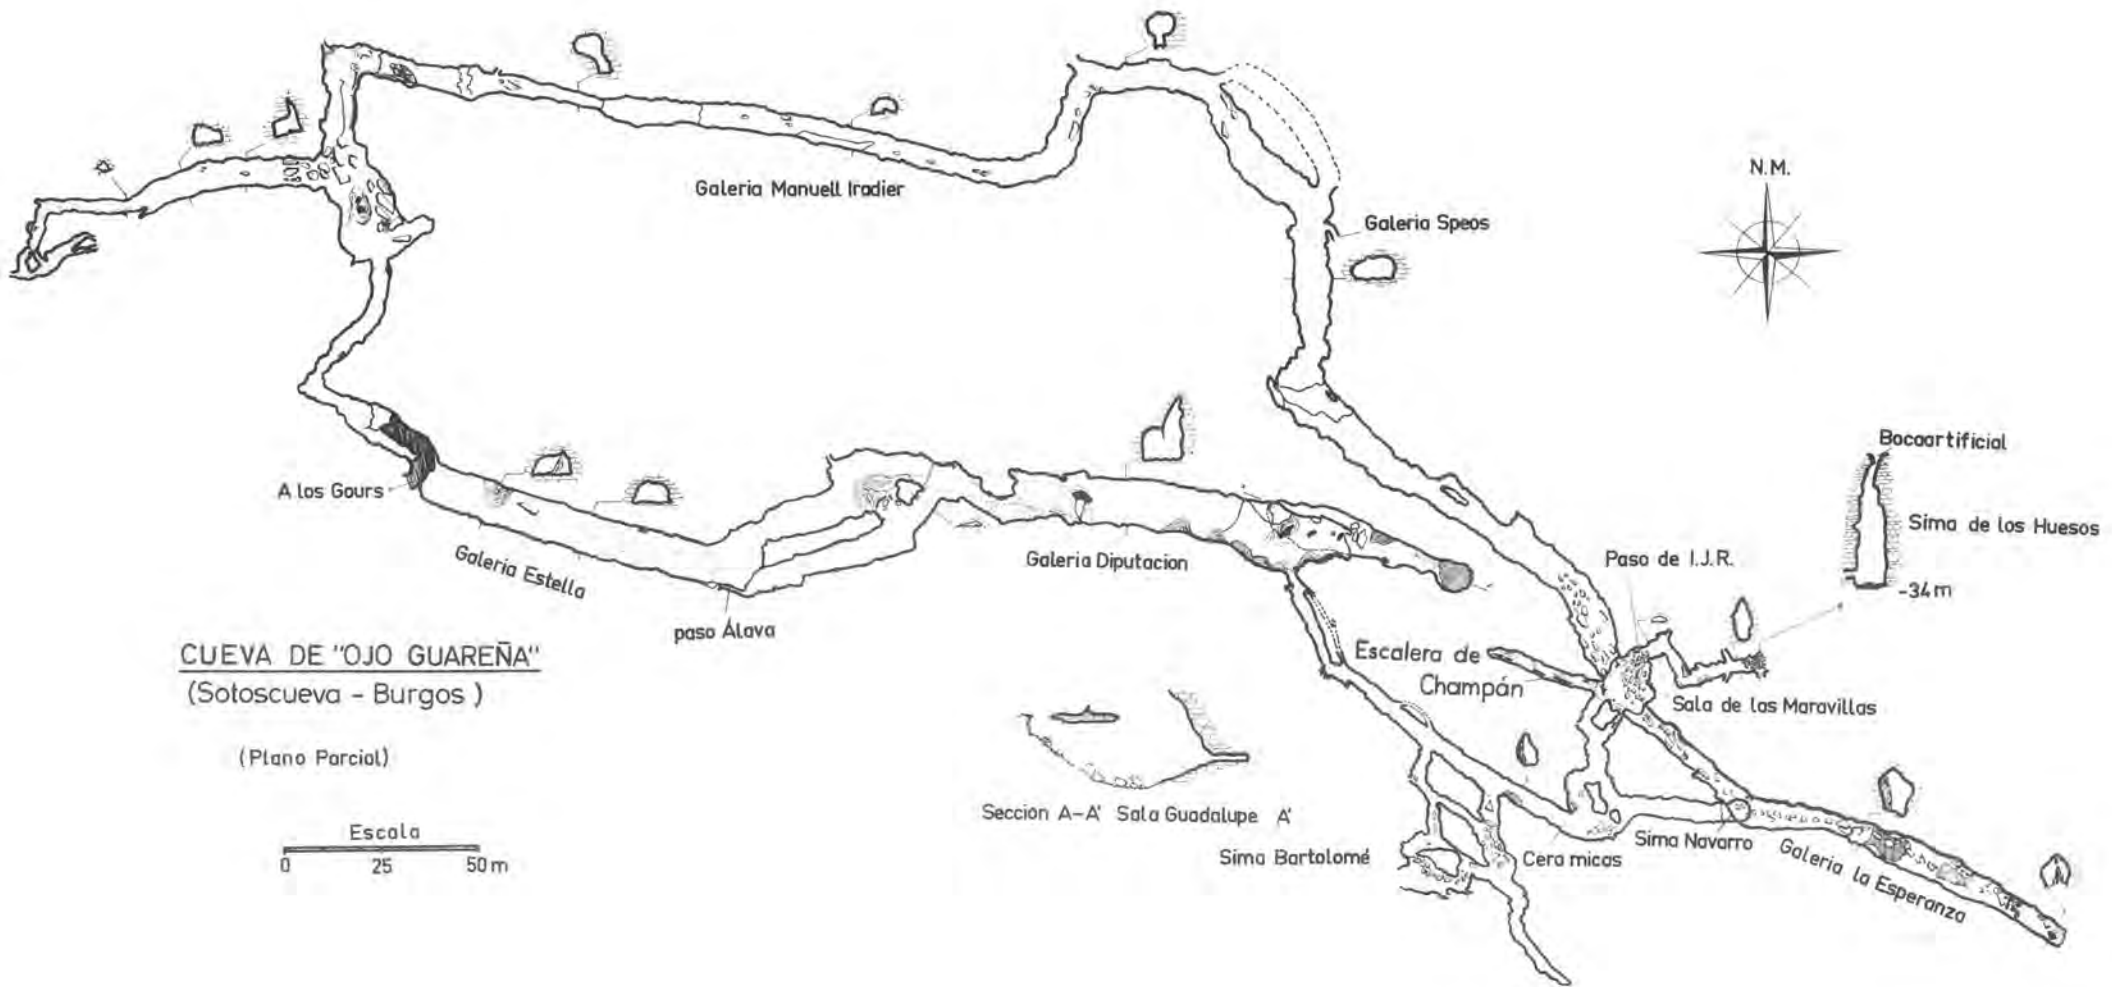 N.M.
Galeria Manuell Iradier
Galeria Speos
Bocaartificial
Sima de los Huesos
-34m
A los Gours
Galeria Estella
paso Alava
Galeria Diputacion
Paso de I.J.R.
Escalera de
Champán
Sala de las Maravillas
CUEVA DE "OJO GUAREÑA"
(Sotoscueva - Burgos)
(Plano Parcial)
Escala
0 25 50m
Sección A-A' Sala Guadalupe A'
Sima Bartolomé
Cera micas
Sima Navarro
Galeria la Esperanza